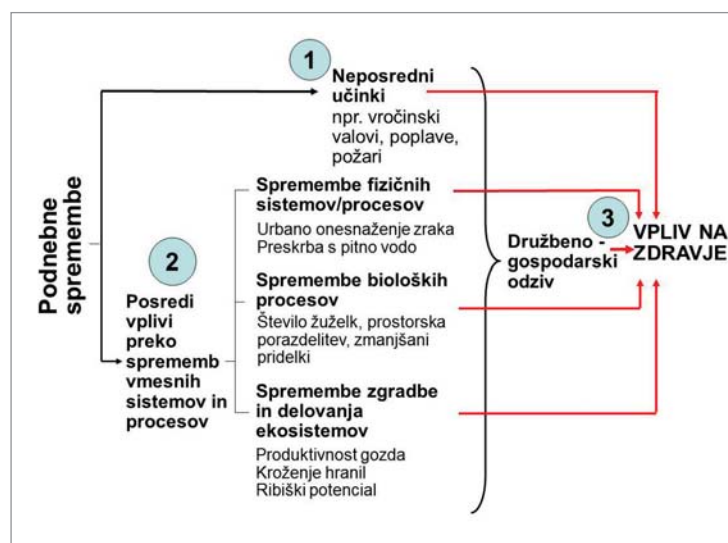 1
Neposredni
učinki
npr. vročinski
valovi, poplave,
požari
Podnebne
spremembe
2
Posredi
vplivi
preko
sprememb
vmesnih
sistemov in
procesov
Spremembe fizičnih
sistemov/procesov
Urbano onesnaženje zraka
Preskrba s pitno vodo
Spremembe bioloških
procesov
Število žuželk, prostorska
porazdelitev, zmanjšani
pridelki
Spremembe zgradbe
in delovanja
ekosistemov
Produktivnost gozda
Kroženje hranil
Ribiški potencial
Družbeno -
gospodarski
odziv
3
VPLIV NA
ZDRAVJE